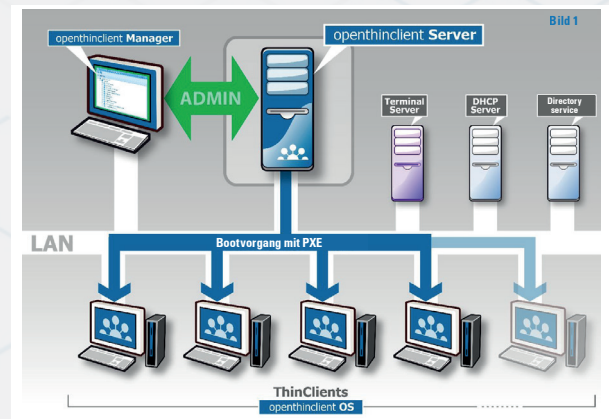 Bild 1
openthinclient Manager
openthinclient Server
ADMIN
Terminal
Server
DHCP
Server
Directory
service
LAN
Bootvorgang mit PXE
ThinClients
openthinclient OS